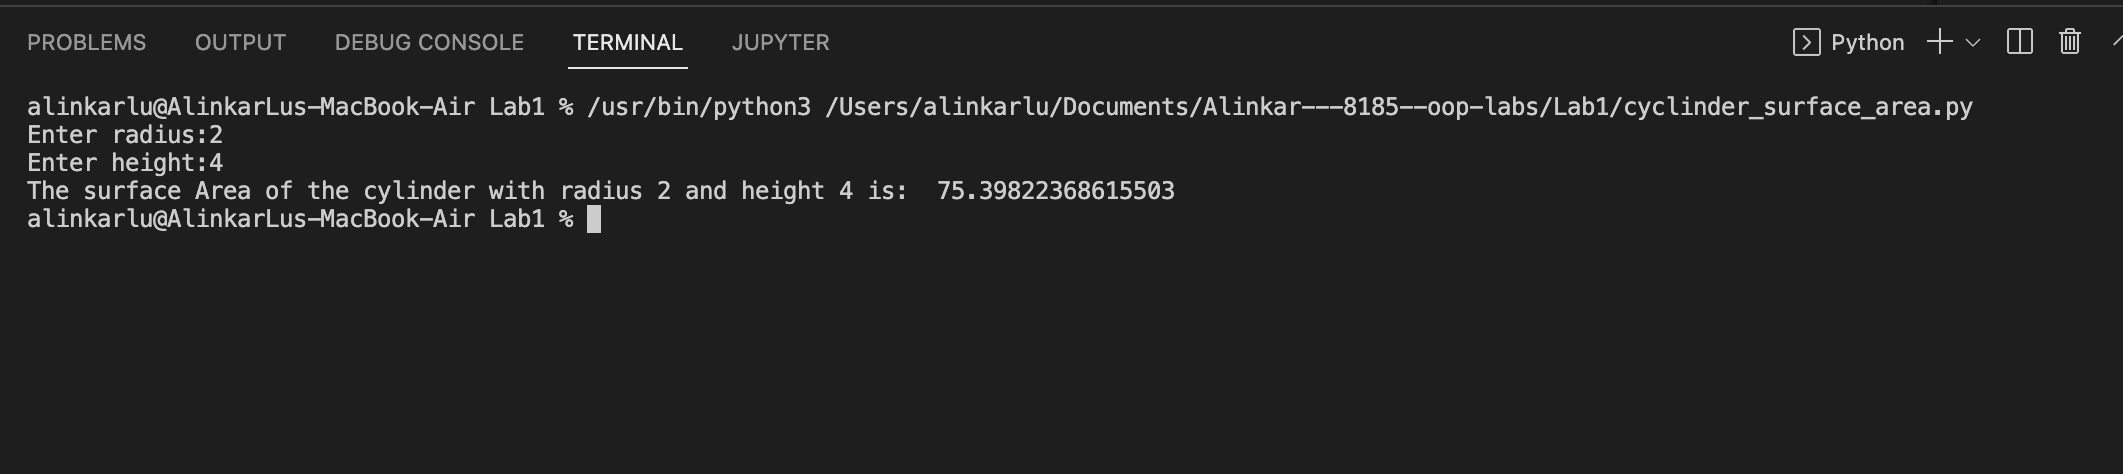 PROBLEMS OUTPUT DEBUG CONSOLE TERMINAL JUPYTER Python
alinkarlu@AlinkarLus-MacBook-Air Lab1 % /usr/bin/python3 /Users/alinkarlu/Documents/Alinkar---8185--oop-labs/Lab1/cyclinder_surface_area.py
Enter radius:2
Enter height:4
The surface Area of the cylinder with radius 2 and height 4 is:  75.39822368615503
alinkarlu@AlinkarLus-MacBook-Air Lab1 %